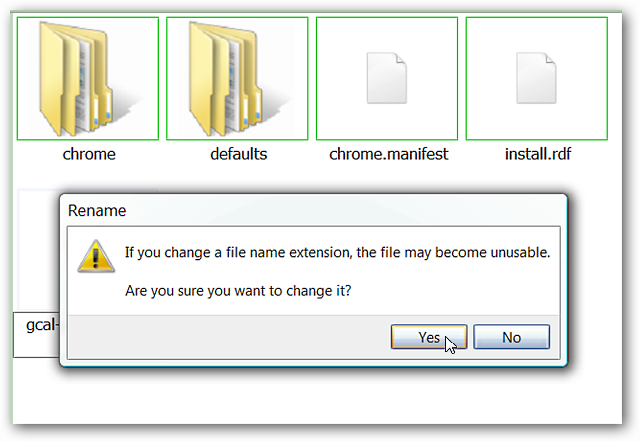 chrome
defaults
chrome.manifest
install.rdf
Rename
If you change a file name extension, the file may become unusable.
Are you sure you want to change it?
gcal-
Yes
No